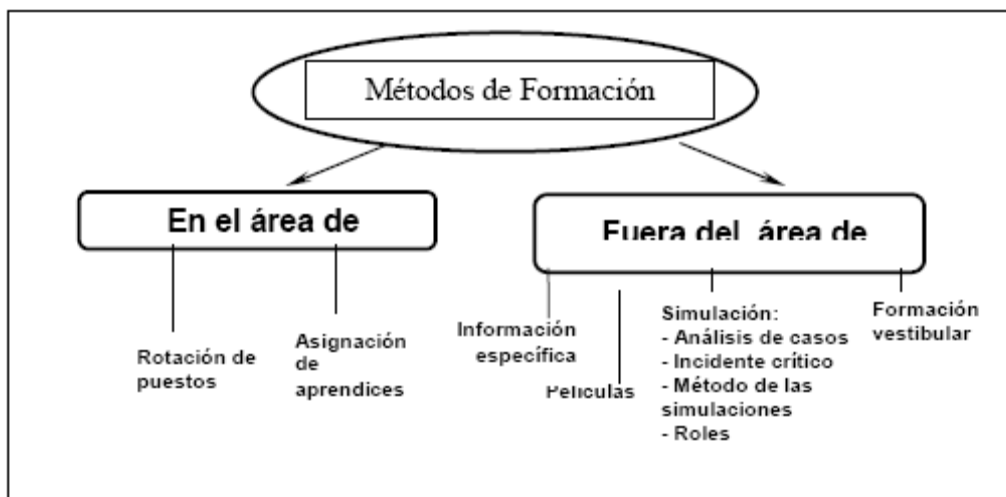 Métodos de Formación
En el área de
Fuera del área de
Rotación de
puestos
Asignación
de
aprendices
Información
específica
Películas
Simulación:
- Análisis de casos
- Incidente crítico
- Método de las
simulaciones
- Roles
Formación
vestibular